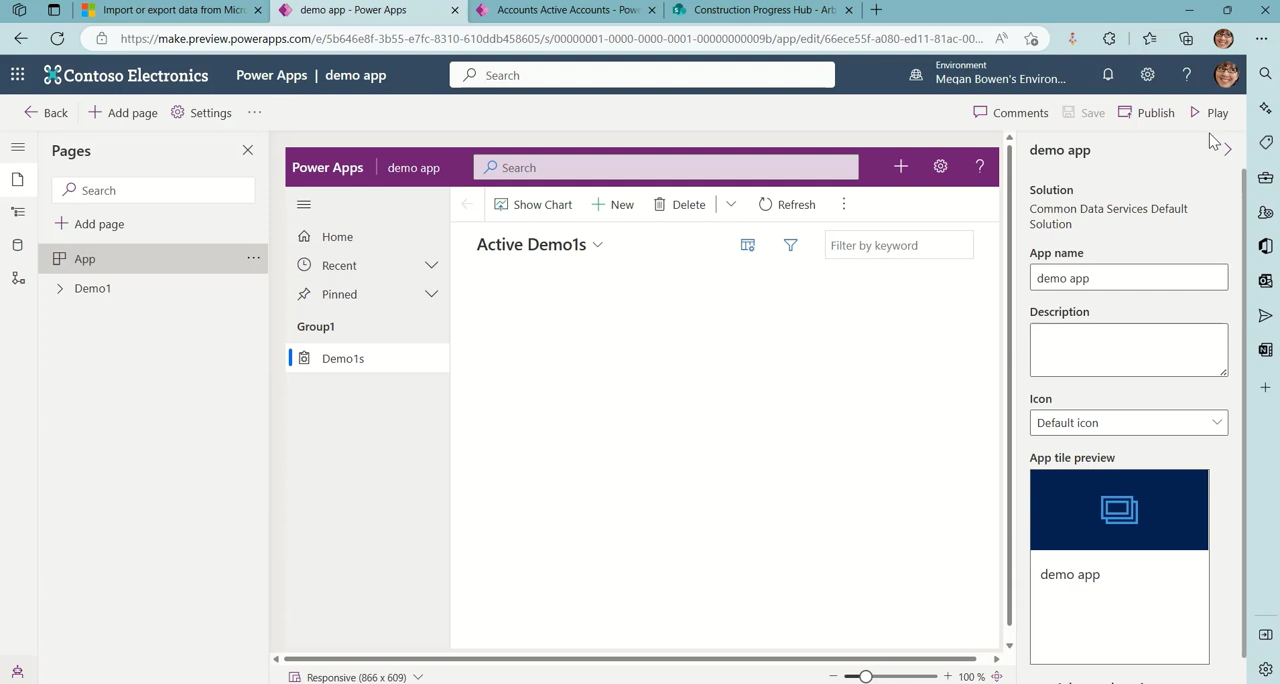 Import or export data from Micr
demo app - Power Apps
Accounts Active Accounts - Pow
Construction Progress Hub - Arb
https://make.preview.powerapps.com/e/5b646e8f-3b55-e7fc-8310-610ddb458605/s/00000001-0000-0000-0001-00000000009b/app/edit/66ece55f-a080-ed11-81ac-00...
Contoso Electronics
Power Apps | demo app
Search
Environment
Megan Bowen's Environ...
Back
Add page
Settings
Comments
Save
Publish
Play
Pages
Search
Add page
App
Demo1
Power Apps
demo app
Search
Show Chart
New
Delete
Refresh
Home
Recent
Pinned
Group1
Demo1s
Active Demo1s
Filter by keyword
Responsive (866 x 609)
100 %
demo app
Solution
Common Data Services Default
Solution
App name
demo app
Description
Icon
Default icon
App tile preview
demo app